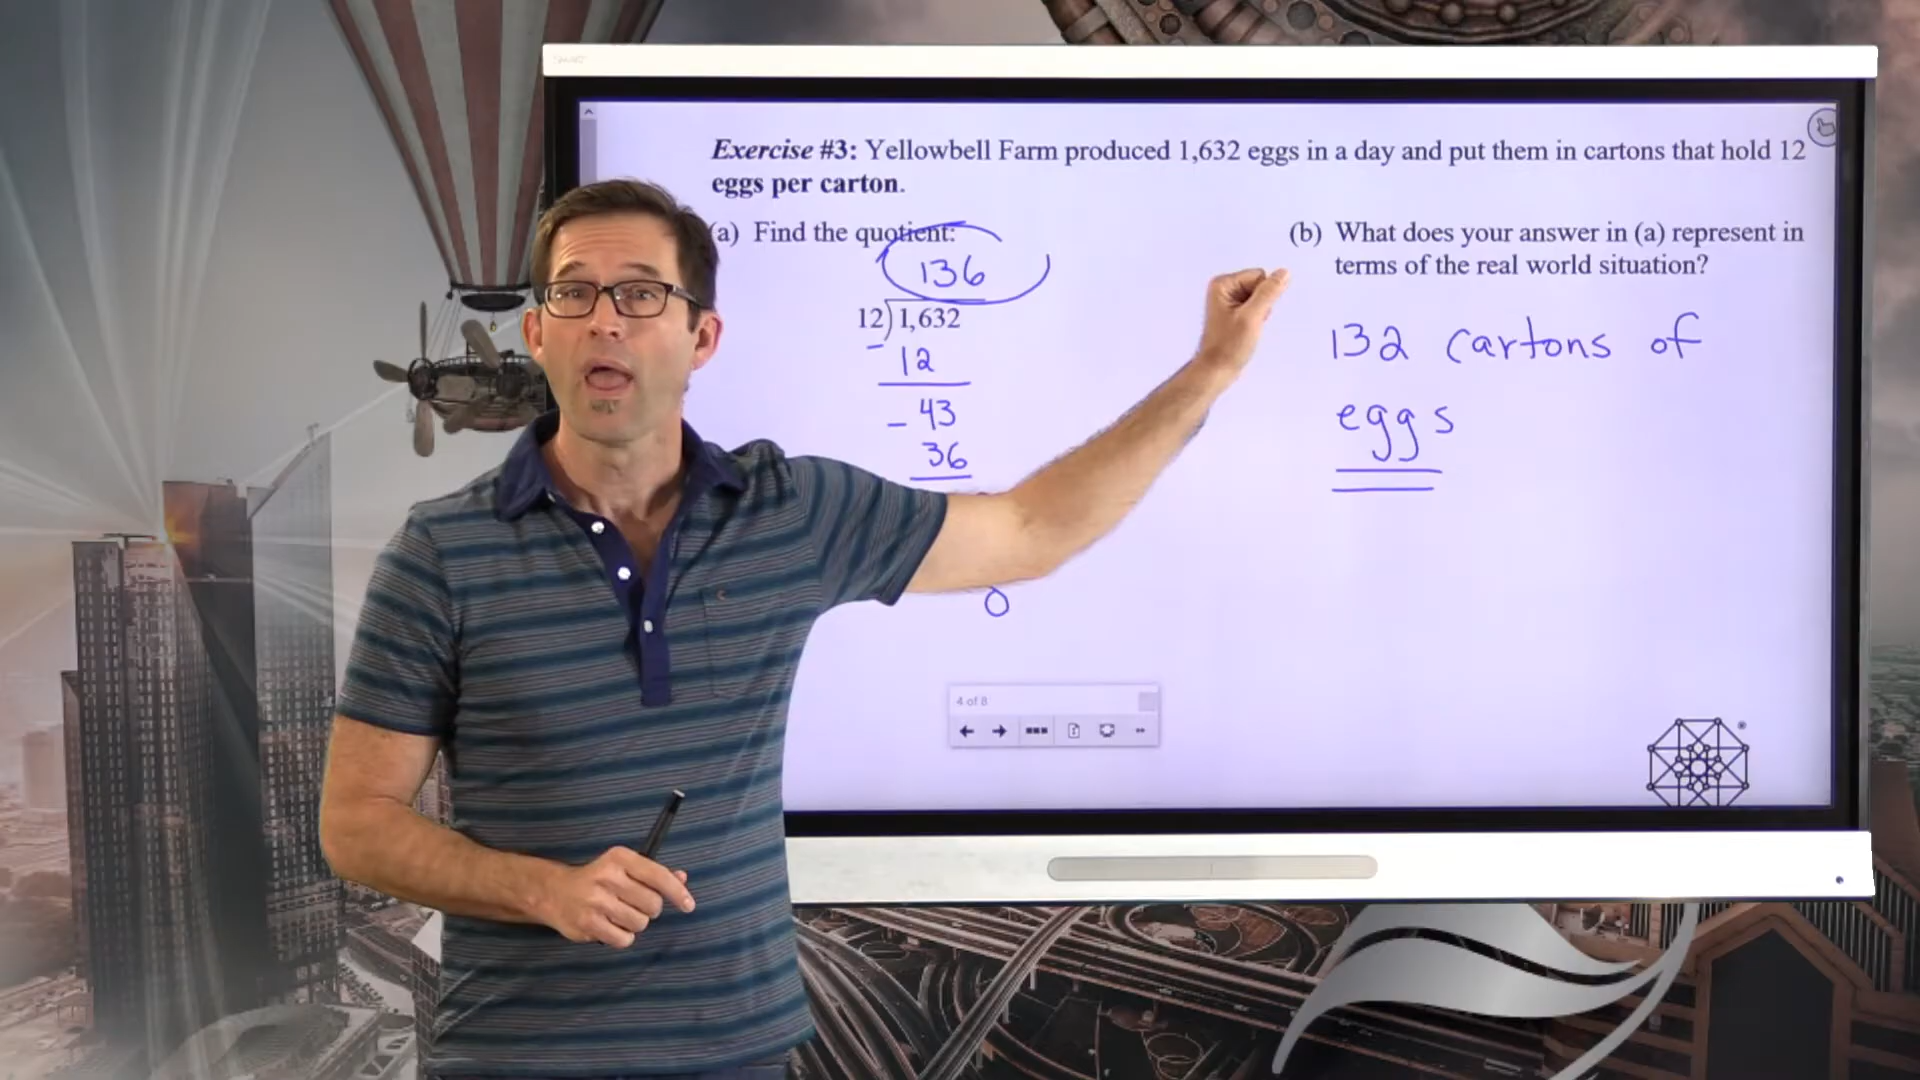 SMART
Exercise #3: Yellowbell Farm produced 1,632 eggs in a day and put them in cartons that hold 12
eggs per carton.
(a) Find the quotient:
136
12)1,632
- 12
- 43
36
0
(b) What does your answer in (a) represent in
terms of the real world situation?
132 cartons of
eggs
4 of 8
®